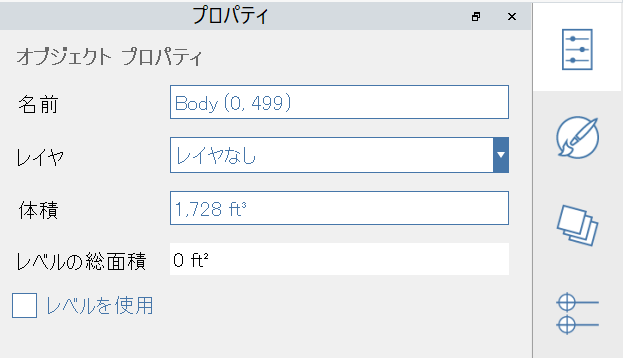 プロパティ
オブジェクト プロパティ
名前 Body (0, 499)
レイヤ レイヤなし
体積 1,728 ft³
レベルの総面積 0 ft²
レベルを使用